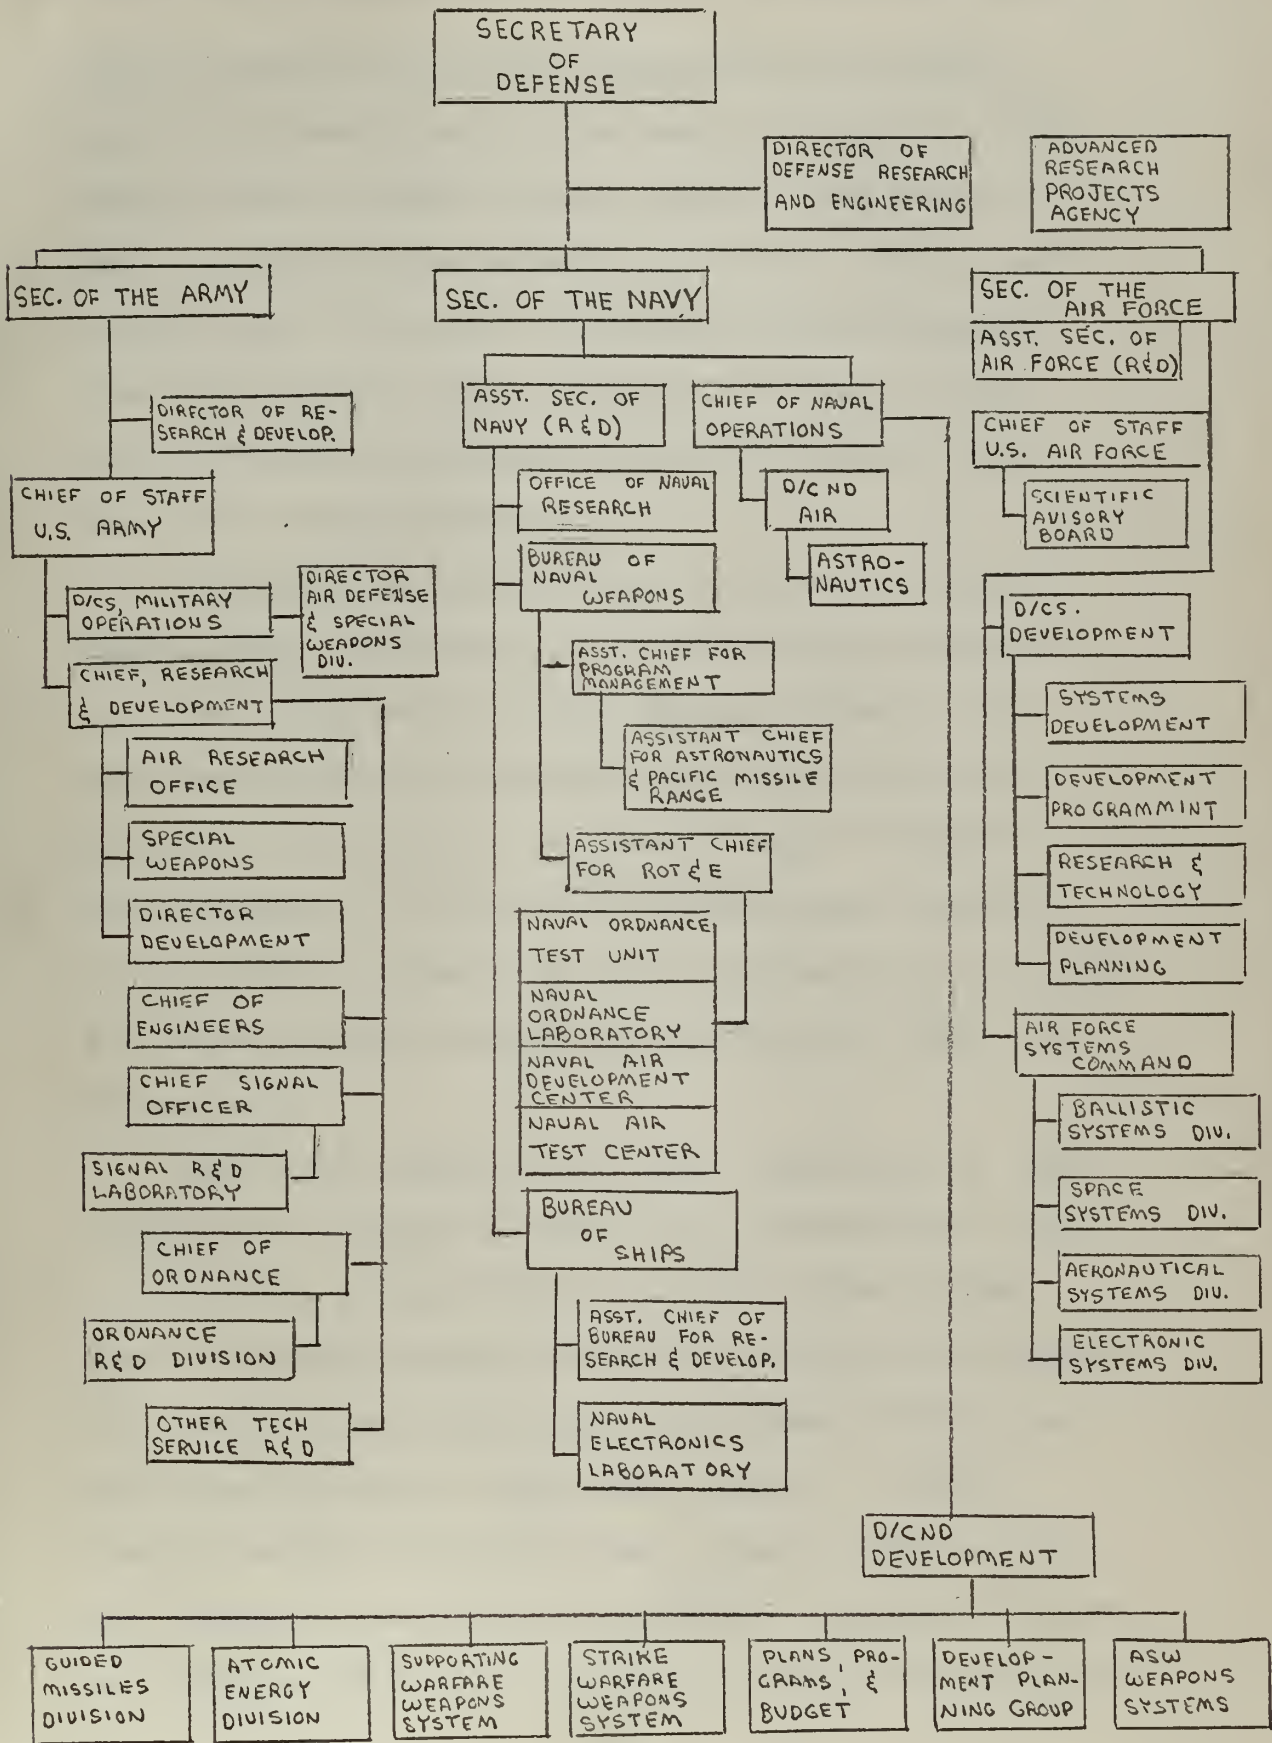 SECRETARY
OF
DEFENSE
DIRECTOR OF
DEFENSE RESEARCH
AND ENGINEERING
ADVANCED
RESEARCH
PROJECTS
AGENCY
SEC. OF THE ARMY
SEC. OF THE NAVY
SEC. OF THE
AIR FORCE
ASST. SEC. OF
AIR FORCE (R&D)
DIRECTOR OF RE-
SEARCH & DEVELOP.
ASST. SEC. OF
NAVY (R&D)
CHIEF OF NAVAL
OPERATIONS
CHIEF OF STAFF
U.S. AIR FORCE
SCIENTIFIC
AVISORY
BOARD
CHIEF OF STAFF
U.S. ARMY
OFFICE OF NAVAL
RESEARCH
D/CND
AIR
ASTRO-
NAUTICS
BUREAU OF
NAVAL
WEAPONS
D/CS, MILITARY
OPERATIONS
DIRECTOR
AIR DEFENSE
& SPECIAL
WEAPONS
DIV.
D/CS.
DEVELOPMENT
CHIEF, RESEARCH
& DEVELOPMENT
ASST. CHIEF FOR
PROGRAM
MANAGEMENT
SYSTEMS
DEVELOPMENT
AIR RESEARCH
OFFICE
ASSISTANT CHIEF
FOR ASTRONAUTICS
& PACIFIC MISSILE
RANGE
DEVELOPMENT
PROGRAMMINT
SPECIAL
WEAPONS
ASSISTANT CHIEF
FOR ROT & E
RESEARCH &
TECHNOLOGY
DIRECTOR
DEVELOPMENT
NAVAL ORDNANCE
TEST UNIT
NAVAL
ORDNANCE
LABORATORY
NAVAL AIR
DEVELOPMENT
CENTER
NAVAL AIR
TEST CENTER
DEVELOPMENT
PLANNING
CHIEF OF
ENGINEERS
AIR FORCE
SYSTEMS
COMMAND
CHIEF SIGNAL
OFFICER
BALLISTIC
SYSTEMS DIV.
SIGNAL R&D
LABORATORY
BUREAU
OF
SHIPS
SPACE
SYSTEMS DIV.
CHIEF OF
ORDNANCE
AERONAUTICAL
SYSTEMS DIV.
ORDNANCE
R&D DIVISION
ASST. CHIEF OF
BUREAU FOR RE-
SEARCH & DEVELOP.
ELECTRONIC
SYSTEMS DIV.
OTHER TECH
SERVICE R&D
NAVAL
ELECTRONICS
LABORATORY
D/CND
DEVELOPMENT
GUIDED
MISSILES
DIVISION
ATOMIC
ENERGY
DIVISION
SUPPORTING
WARFARE
WEAPONS
SYSTEM
STRIKE
WARFARE
WEAPONS
SYSTEM
PLANS, PRO-
GRAMS, &
BUDGET
DEVELOP-
MENT PLAN-
NING GROUP
ASW
WEAPONS
SYSTEMS